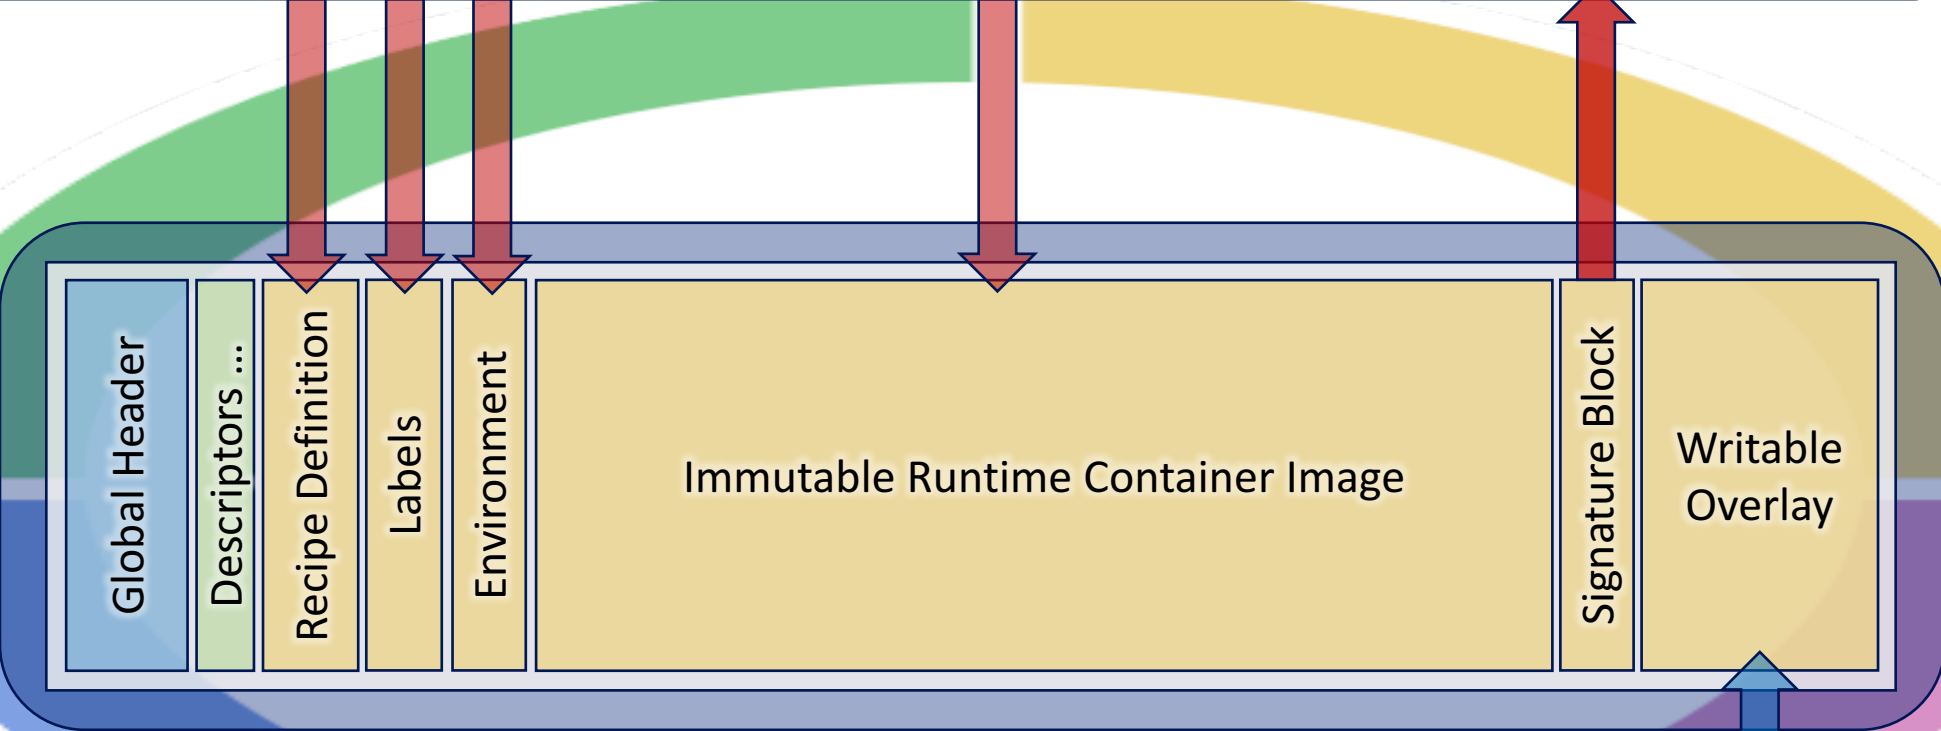 Global Header
Descriptors ...
Recipe Definition
Labels
Environment
Immutable Runtime Container Image
Signature Block
Writable
Overlay